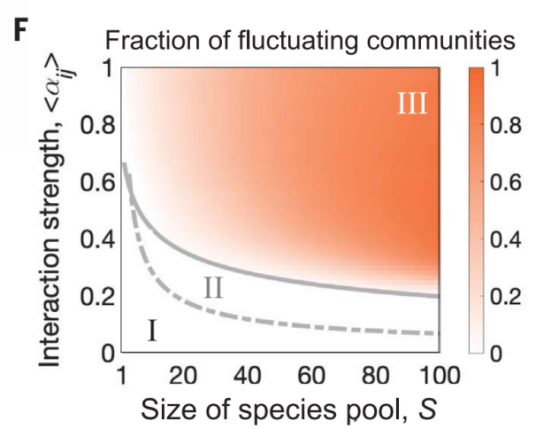 F
Fraction of fluctuating communities
Interaction strength, <αij>
1
0.8
0.6
0.4
0.2
0
III
II
I
1
0.8
0.6
0.4
0.2
0
1 20 40 60 80 100
Size of species pool, S